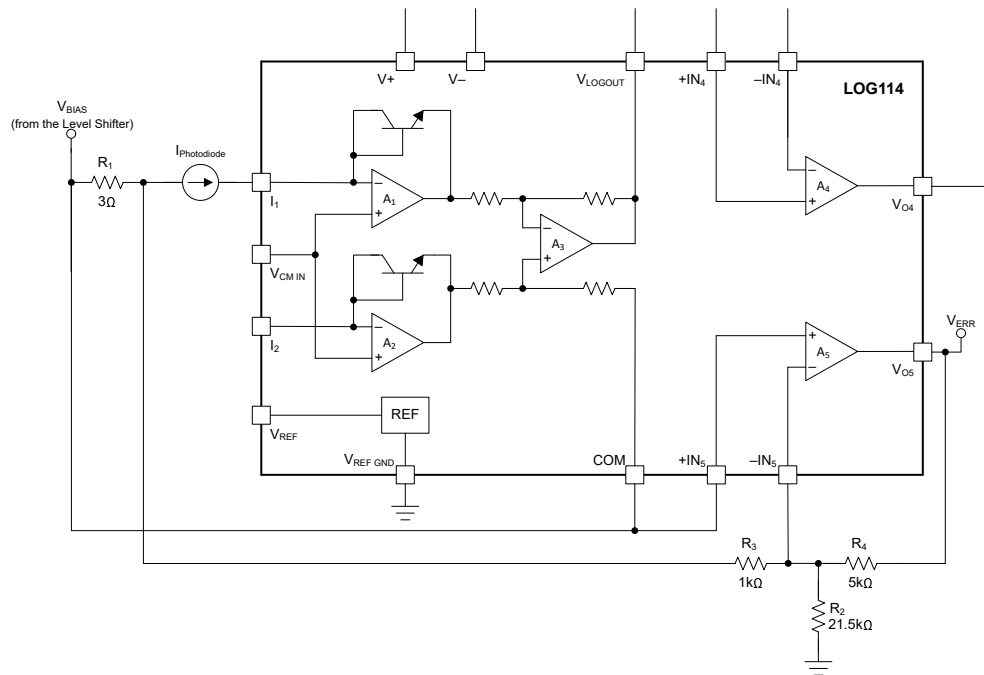 V+
V–
VLOGOUT
+IN4
–IN4
LOG114
VBIAS
(from the Level Shifter)
R1
3Ω
IPhotodiode
I1
A1
A3
A4
VO4
VCM IN
I2
A2
A5
VERR
VO5
VREF
REF
VREF GND
COM
+IN5
–IN5
R3
1kΩ
R4
5kΩ
R2
21.5kΩ
–
+
–
+
–
+
–
+
+
–